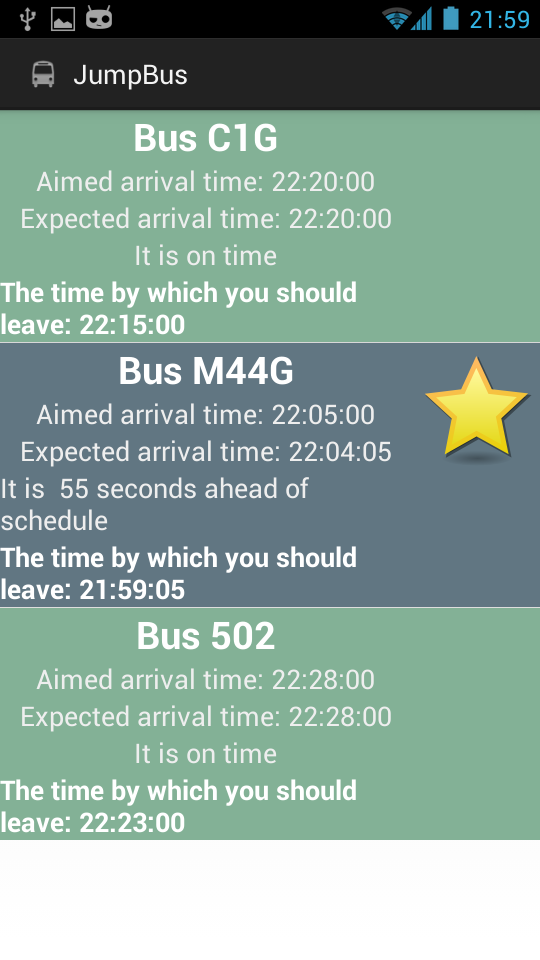 21:59
JumpBus
Bus C1G
Aimed arrival time: 22:20:00
Expected arrival time: 22:20:00
It is on time
The time by which you should
leave: 22:15:00
Bus M44G
Aimed arrival time: 22:05:00
Expected arrival time: 22:04:05
It is  55 seconds ahead of
schedule
The time by which you should
leave: 21:59:05
Bus 502
Aimed arrival time: 22:28:00
Expected arrival time: 22:28:00
It is on time
The time by which you should
leave: 22:23:00